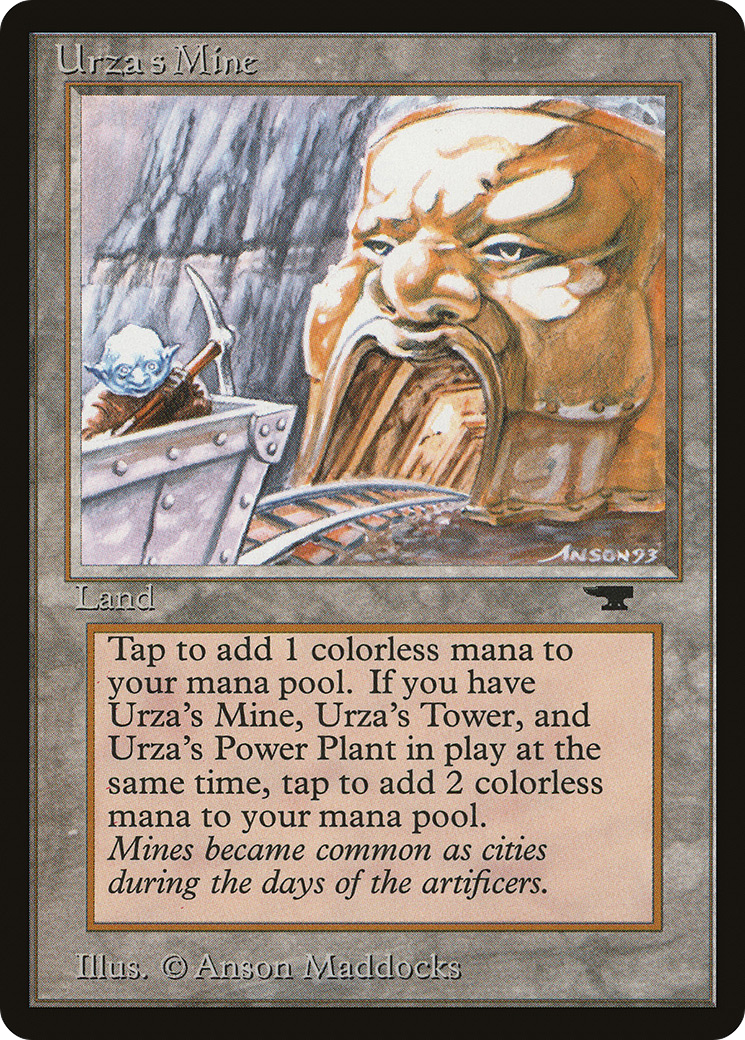 Urza's Mine
ANSON93
Land
Tap to add 1 colorless mana to
your mana pool. If you have
Urza's Mine, Urza's Tower, and
Urza's Power Plant in play at the
same time, tap to add 2 colorless
mana to your mana pool.
Mines became common as cities
during the days of the artificers.
Illus. © Anson Maddocks